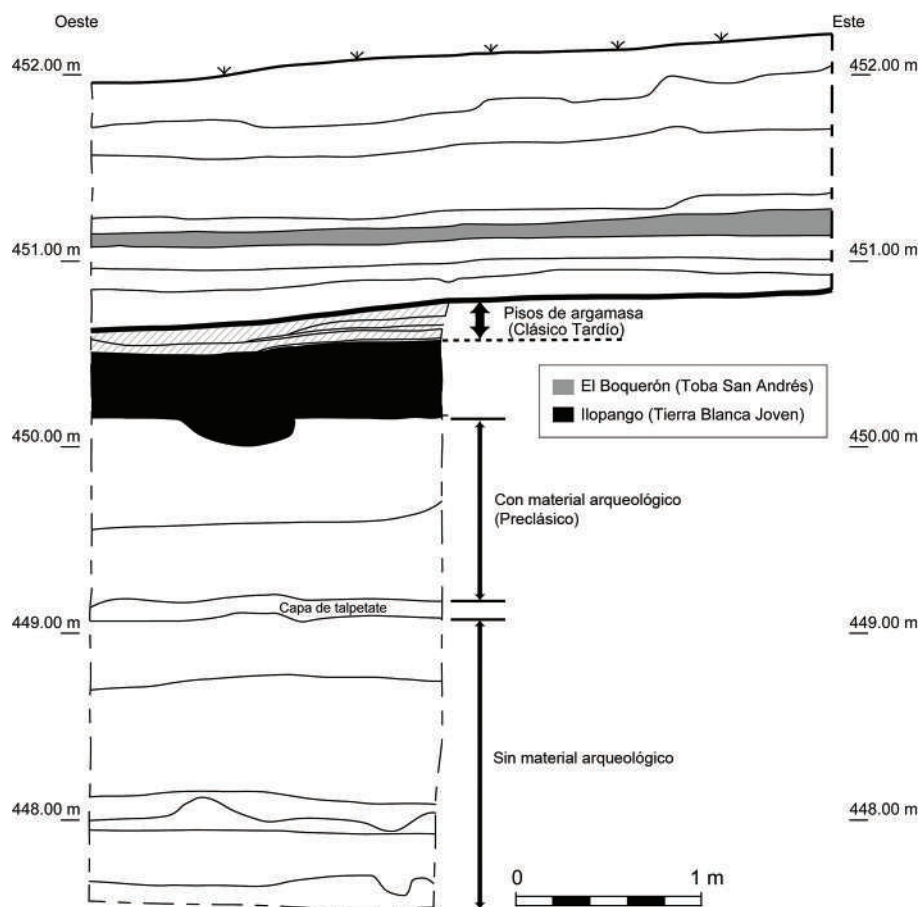 Oeste
Este
452.00 m
452.00 m
451.00 m
451.00 m
Pisos de argamasa
(Clásico Tardío)
El Boquerón (Toba San Andrés)
Ilopango (Tierra Blanca Joven)
450.00 m
450.00 m
Con material arqueológico
(Preclásico)
Capa de talpetate
449.00 m
449.00 m
Sin material arqueológico
448.00 m
448.00 m
0
1 m